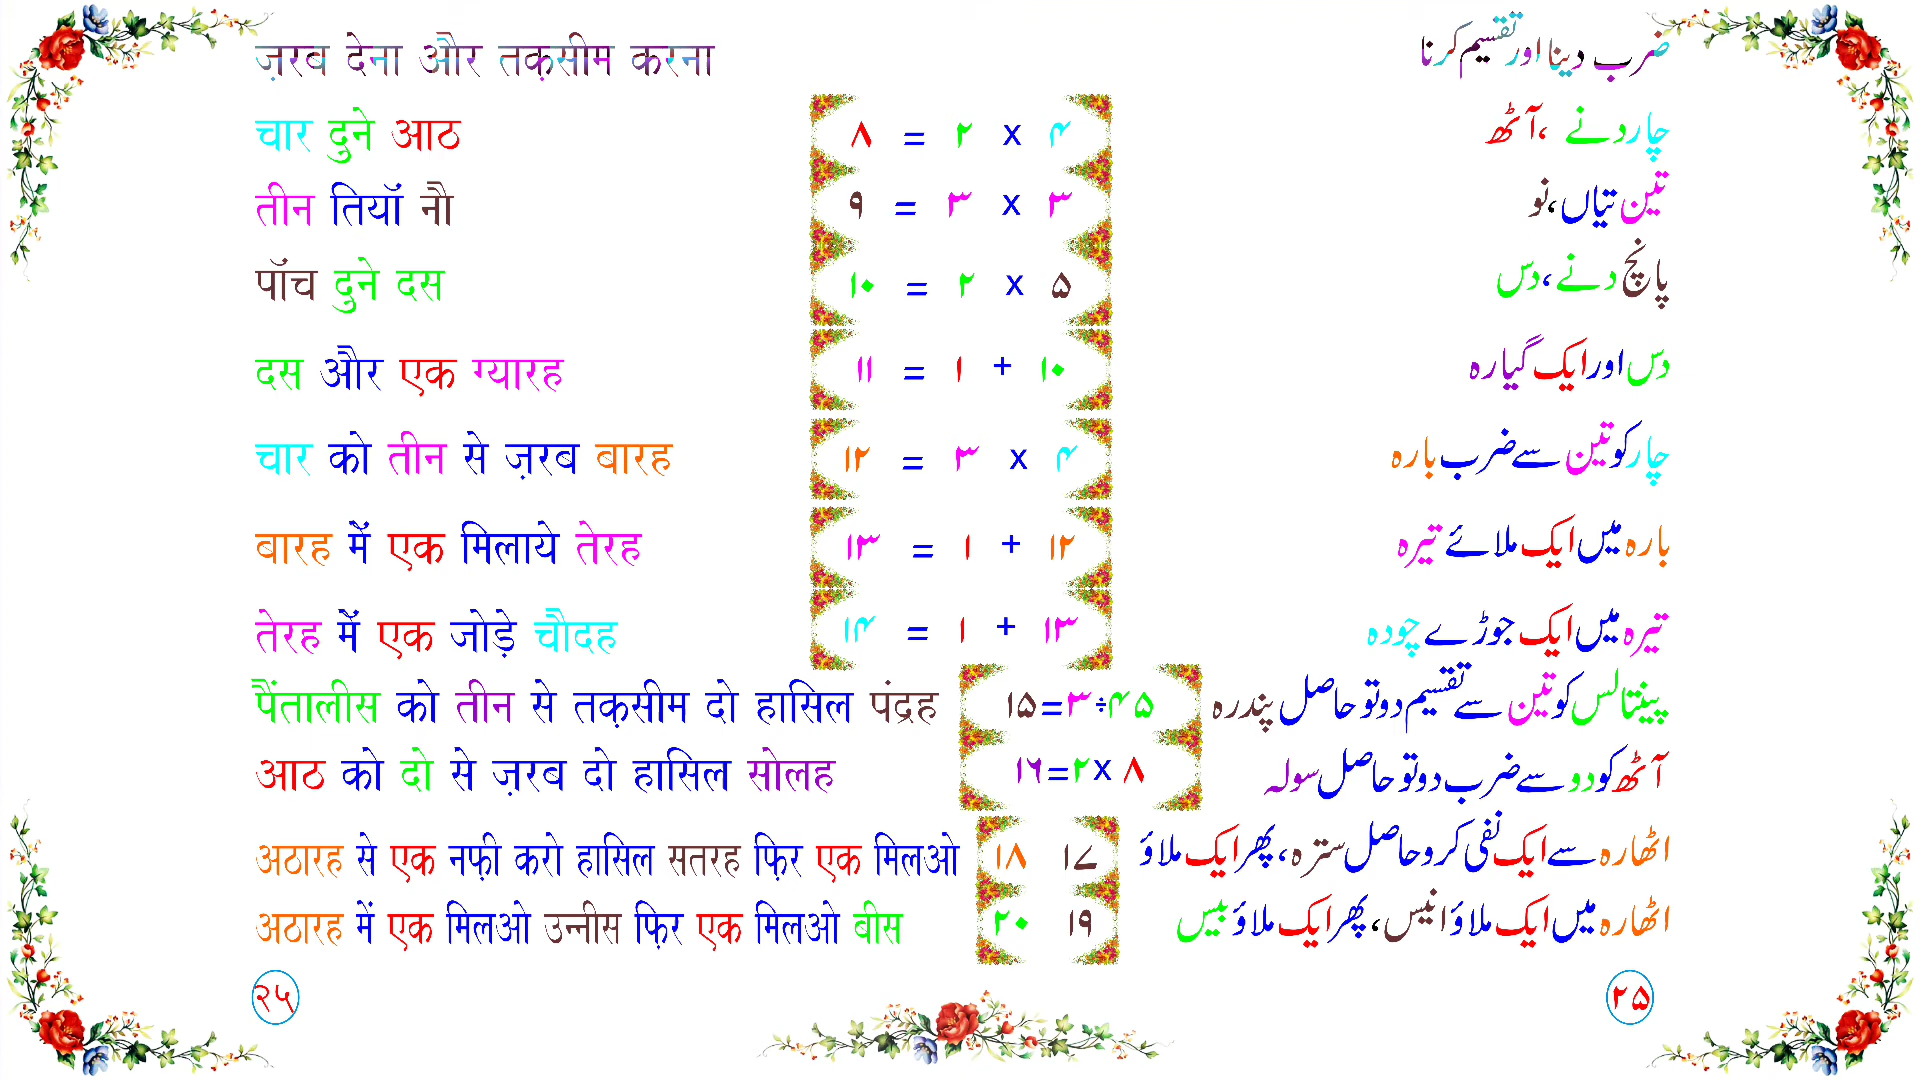 ज़रब देना और तक़सीम करना ضرب دینا اور تقسیم کرنا
चार दुने आठ ۸ = ۲ x ۴ چار دنے ،آٹھ
तीन तियाॅं नौ ۹ = ۳ x ۳ تین تیاں،نو
पाॅंच दुने दस ۱۰ = ۲ x ۵ پانچ دنے ،دس
दस और एक ग्यारह ۱۱ = ۱ + ۱۰ دس اور ایک گیارہ
चार को तीन से ज़रब बारह ۱۲ = ۳ x ۴ چار کو تین سے ضرب بارہ
बारह में एक मिलाये तेरह ۱۳ = ۱ + ۱۲ بارہ میں ایک ملائے تیرہ
तेरह में एक जोड़े चौदह ۱۴ = ۱ + ۱۳ تیرہ میں ایک جوڑے چودہ
पैंतालीस को तीन से तक़सीम दो हासिल पंद्रह ۱۵=۳÷۴۵ پینتالس کو تین سے تقسیم دو تو حاصل پندرہ
आठ को दो से ज़रब दो हासिल सोलह ۱۶=۲x۸ آٹھ کو دو سے ضرب دو تو حاصل سولہ
अठारह से एक नफ़ी करो हासिल सतरह फ़िर एक मिलओ ۱۸ ۱۷ اٹھارہ سے ایک نفی کرو حاصل سترہ، پھر ایک ملاؤ
अठारह में एक मिलओ उन्नीस फ़िर एक मिलओ बीस ۲۰ ۱۹ اٹھارہ میں ایک ملاؤ انیس، پھر ایک ملاؤ بیس
२५ ۲۵